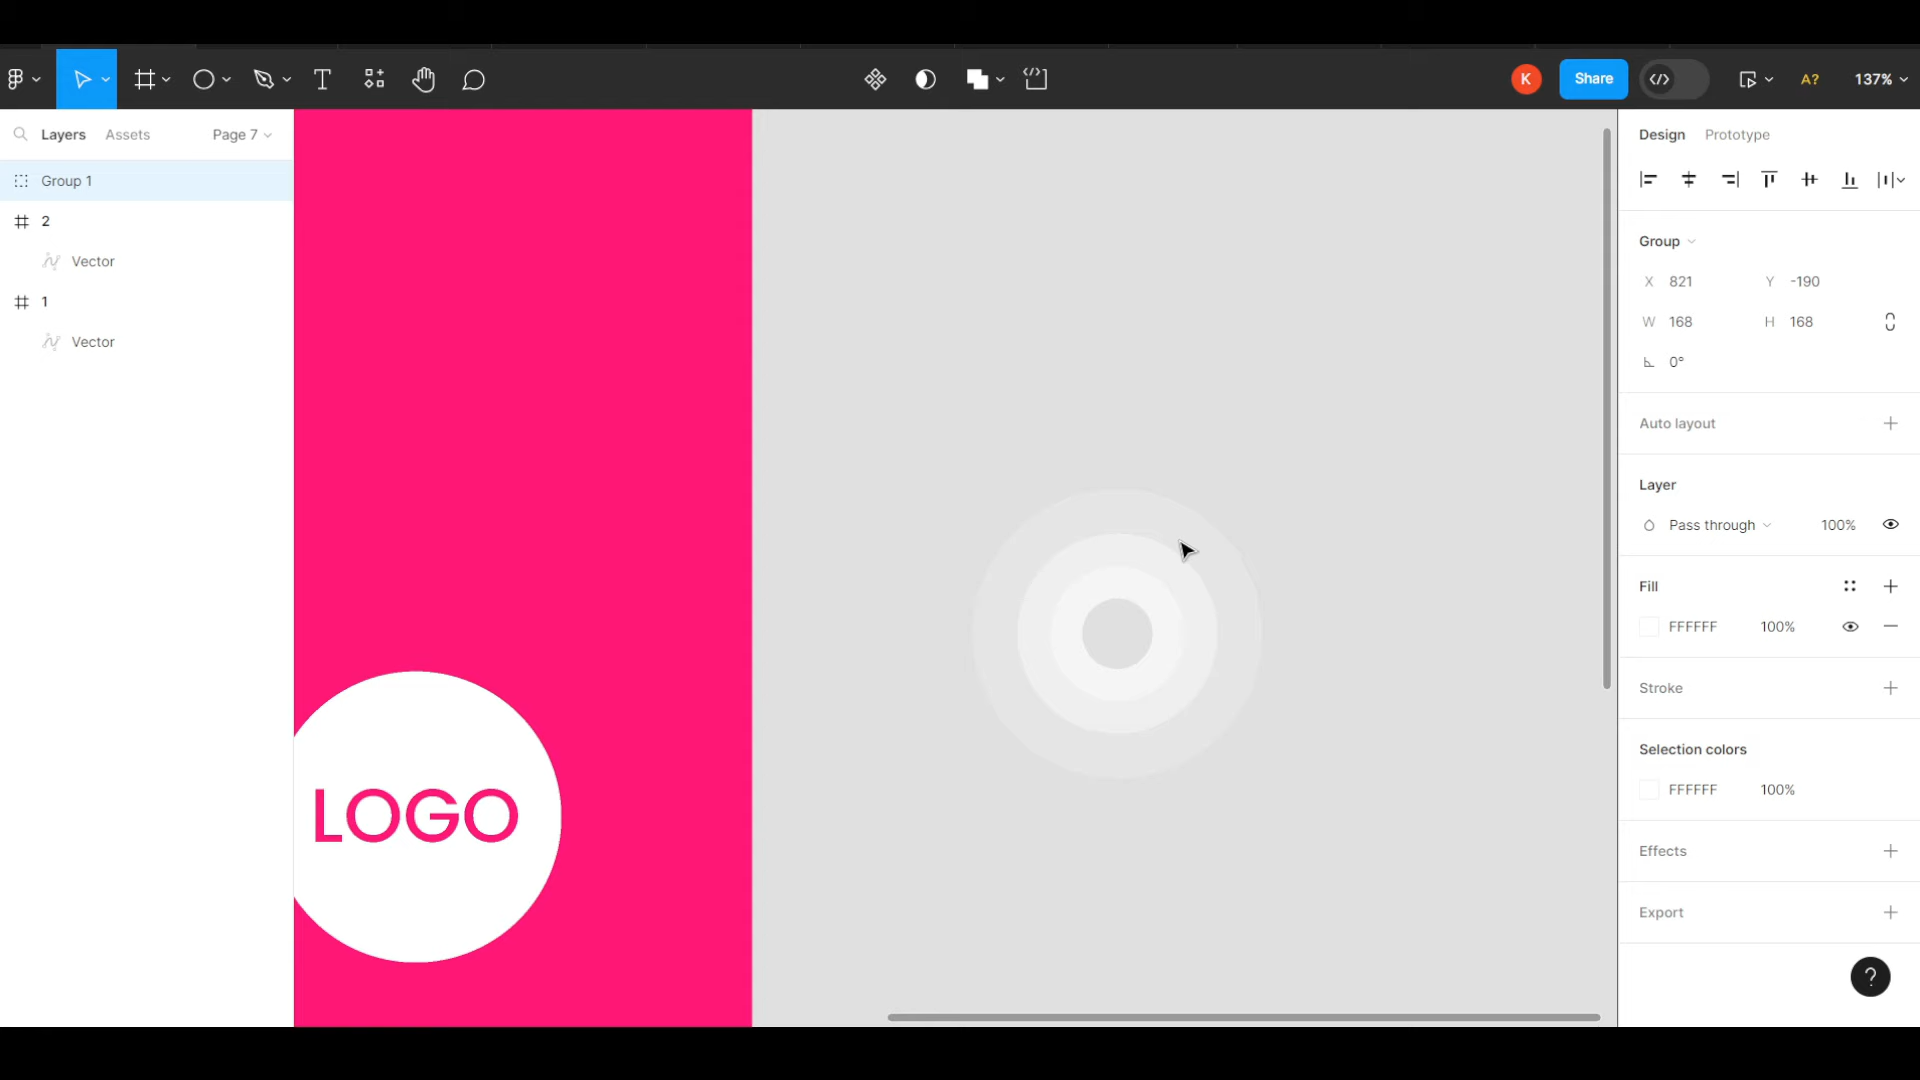 K
Share
A?
137%
Layers
Assets
Page 7
Design
Prototype
Group 1
2
Vector
1
Vector
LOGO
Group
X 821
Y -190
W 168
H 168
0°
Auto layout
Layer
Pass through
100%
Fill
FFFFFF
100%
Stroke
Selection colors
FFFFFF
100%
Effects
Export
?